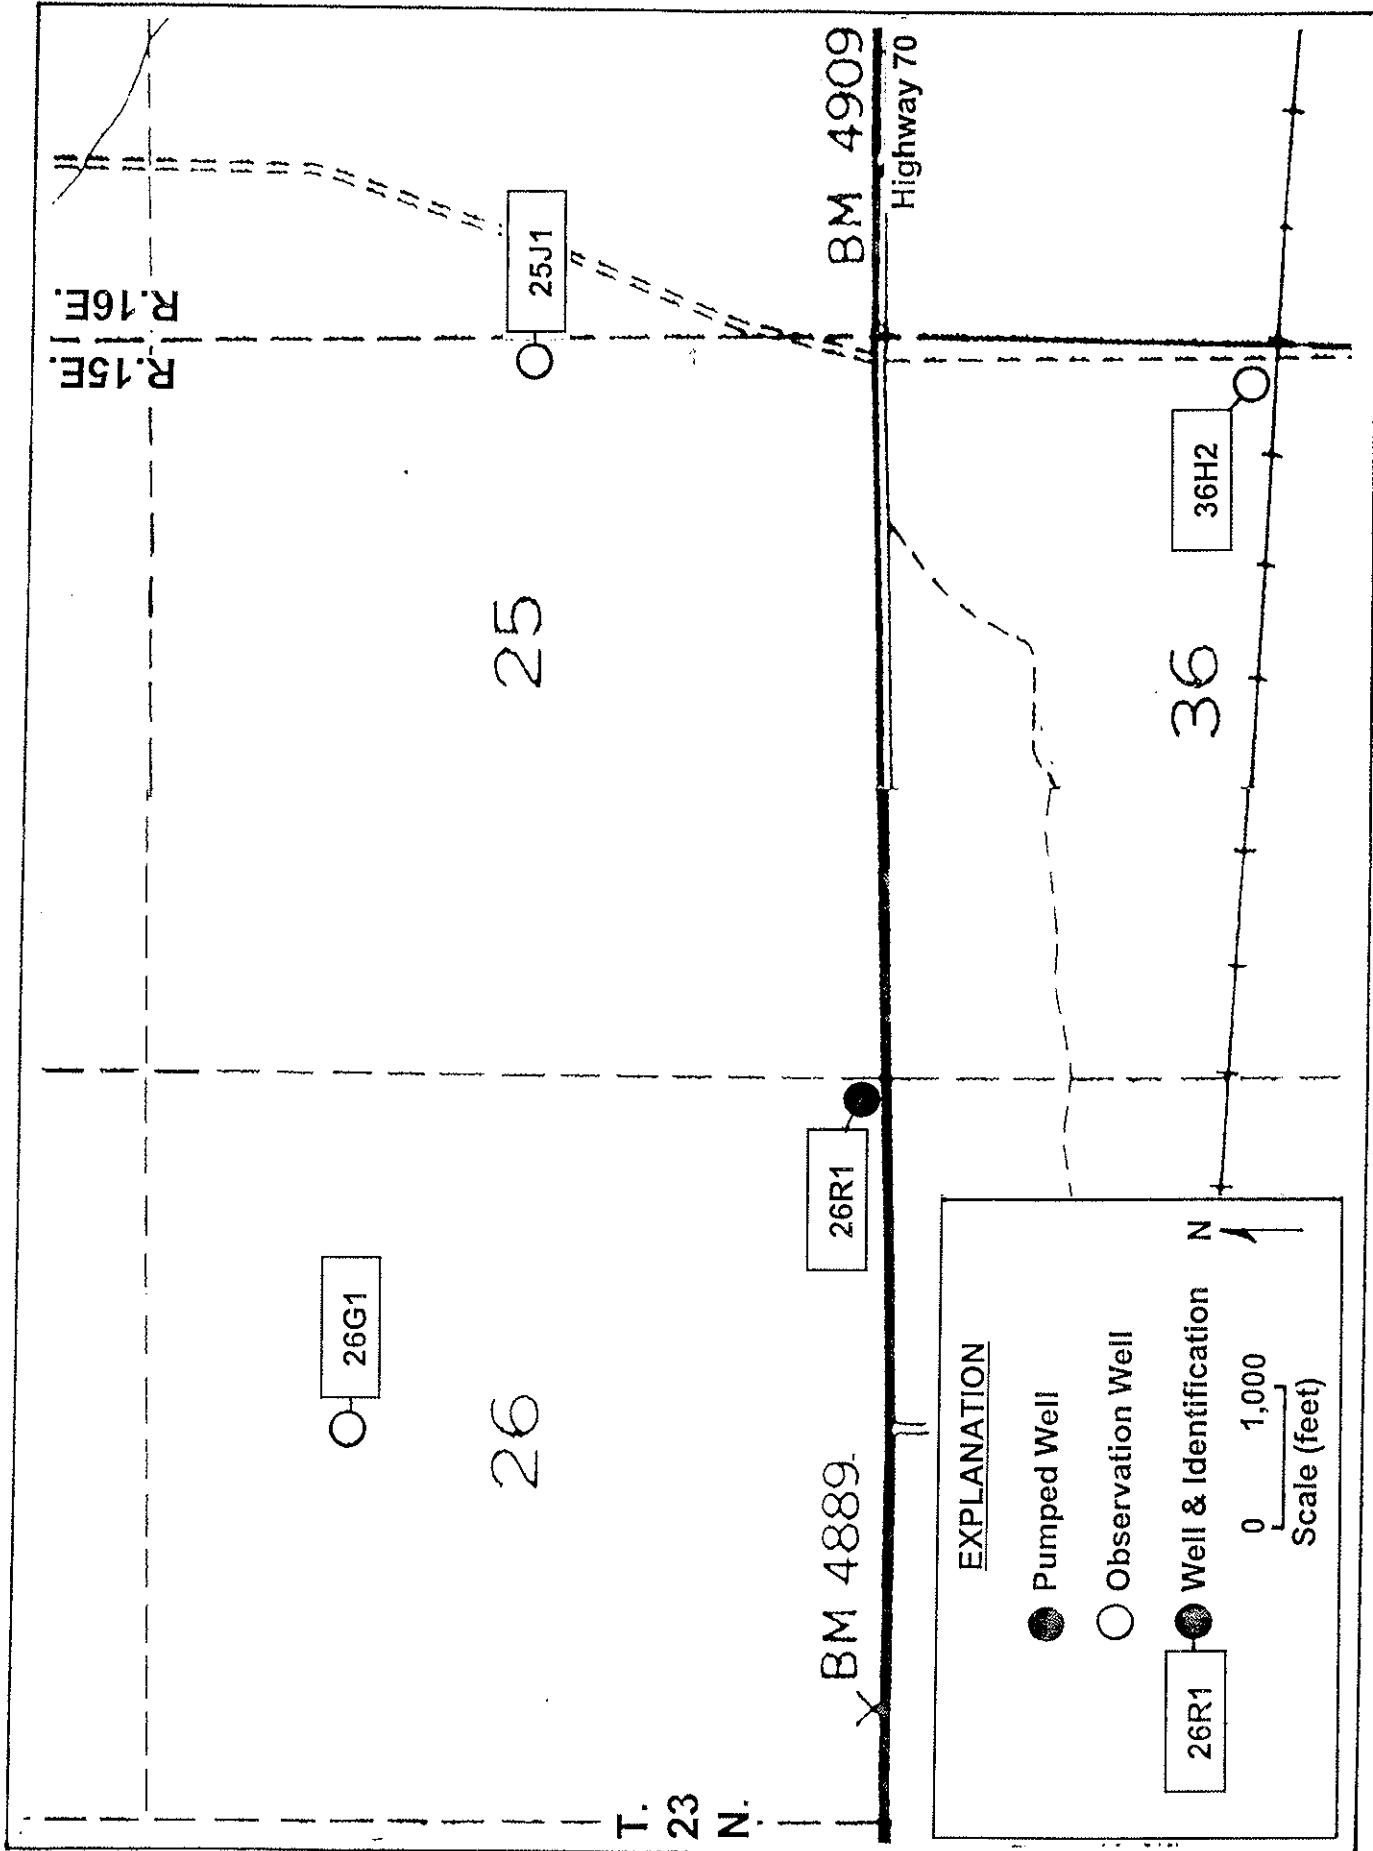 R.15E. R.16E.
26G1
25J1
26
25
T.
23
N.
BM 4889
26R1
BM 4909
Highway 70
36H2
36
EXPLANATION
Pumped Well
Observation Well
26R1 Well & Identification
N
0 1,000
Scale (feet)